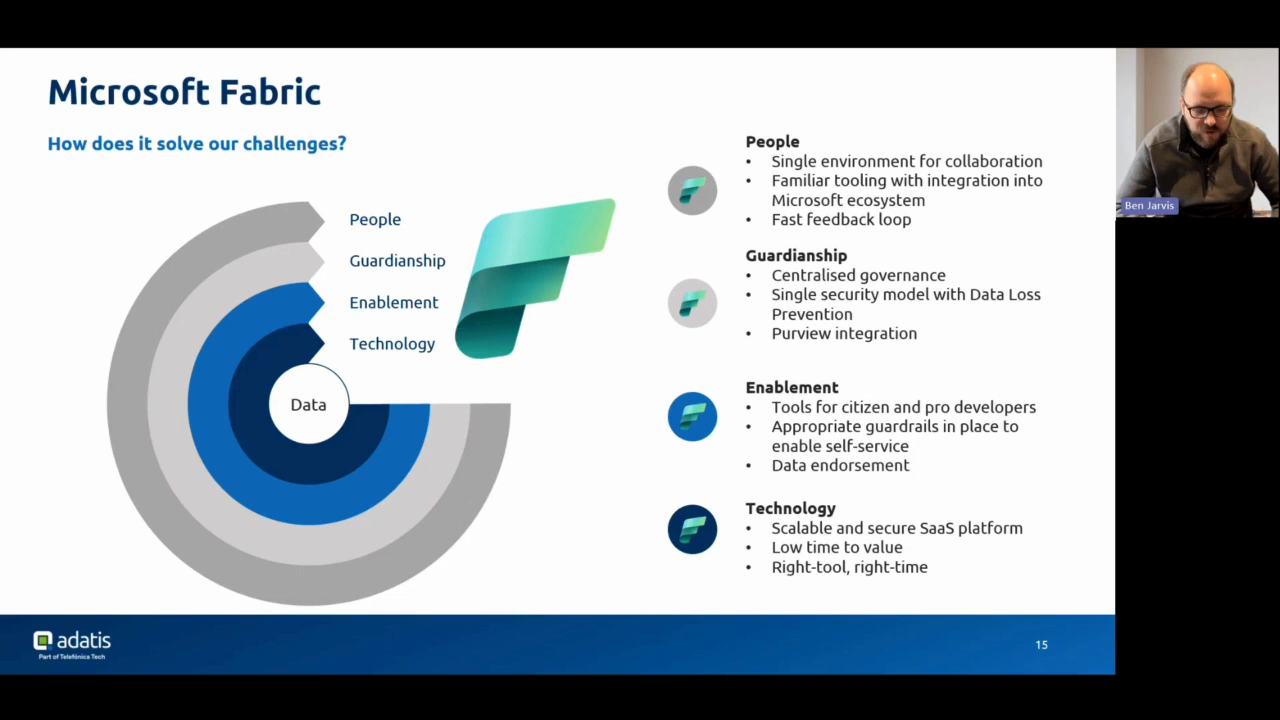 Microsoft Fabric
How does it solve our challenges?
People
Guardianship
Enablement
Technology
Data
People
• Single environment for collaboration
• Familiar tooling with integration into
Microsoft ecosystem
• Fast feedback loop
Guardianship
• Centralised governance
• Single security model with Data Loss
Prevention
• Purview integration
Enablement
• Tools for citizen and pro developers
• Appropriate guardrails in place to
enable self-service
• Data endorsement
Technology
• Scalable and secure SaaS platform
• Low time to value
• Right-tool, right-time
Ben Jarvis
adatis
Part of Telefónica Tech
15